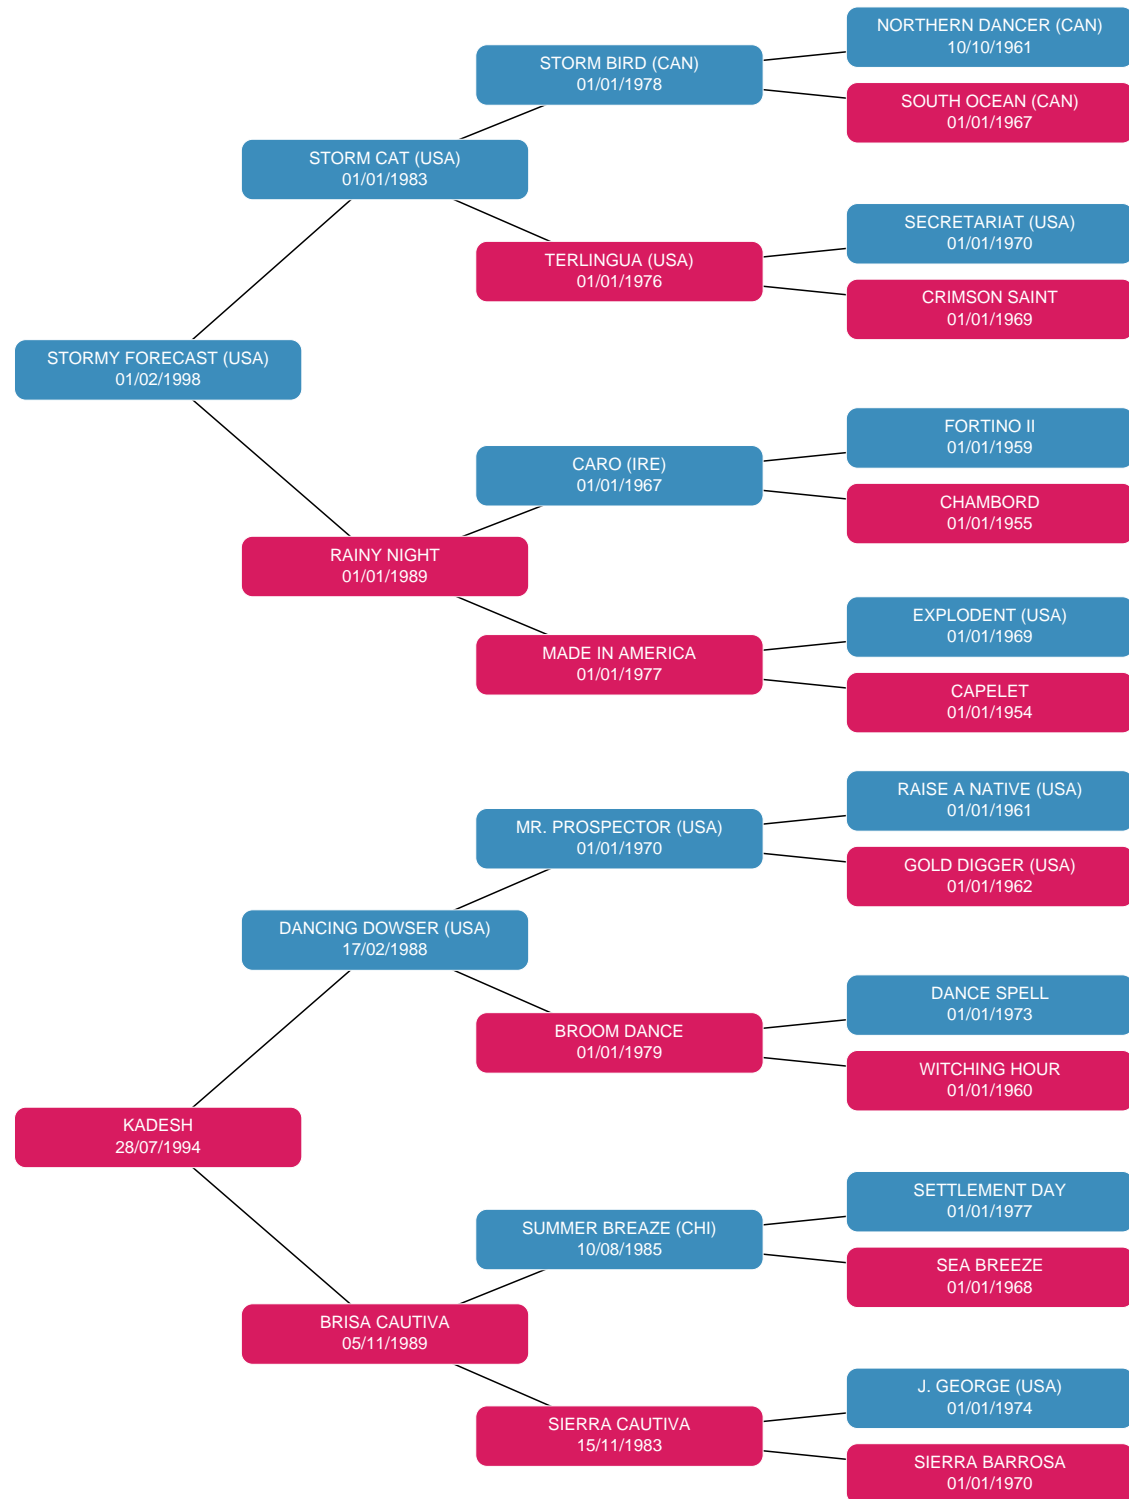 NORTHERN DANCER (CAN)
10/10/1961
STORM BIRD (CAN)
01/01/1978
SOUTH OCEAN (CAN)
01/01/1967
STORM CAT (USA)
01/01/1983
SECRETARIAT (USA)
01/01/1970
TERLINGUA (USA)
01/01/1976
CRIMSON SAINT
01/01/1969
STORMY FORECAST (USA)
01/02/1998
FORTINO II
01/01/1959
CARO (IRE)
01/01/1967
CHAMBORD
01/01/1955
RAINY NIGHT
01/01/1989
EXPLODENT (USA)
01/01/1969
MADE IN AMERICA
01/01/1977
CAPELET
01/01/1954
RAISE A NATIVE (USA)
01/01/1961
MR. PROSPECTOR (USA)
01/01/1970
GOLD DIGGER (USA)
01/01/1962
DANCING DOWSER (USA)
17/02/1988
DANCE SPELL
01/01/1973
BROOM DANCE
01/01/1979
WITCHING HOUR
01/01/1960
KADESH
28/07/1994
SETTLEMENT DAY
01/01/1977
SUMMER BREAZE (CHI)
10/08/1985
SEA BREEZE
01/01/1968
BRISA CAUTIVA
05/11/1989
J. GEORGE (USA)
01/01/1974
SIERRA CAUTIVA
15/11/1983
SIERRA BARROSA
01/01/1970